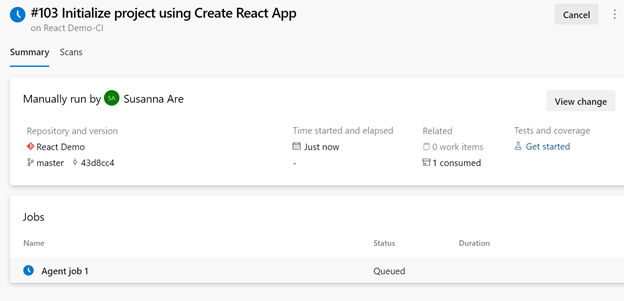 #103 Initialize project using Create React App
Cancel
on React Demo-CI
Summary Scans
Manually run by SA Susanna Are
View change
Repository and version Time started and elapsed Related Tests and coverage
React Demo Just now 0 work items Get started
master 43d8cc4 - 1 consumed
Jobs
Name Status Duration
Agent job 1 Queued